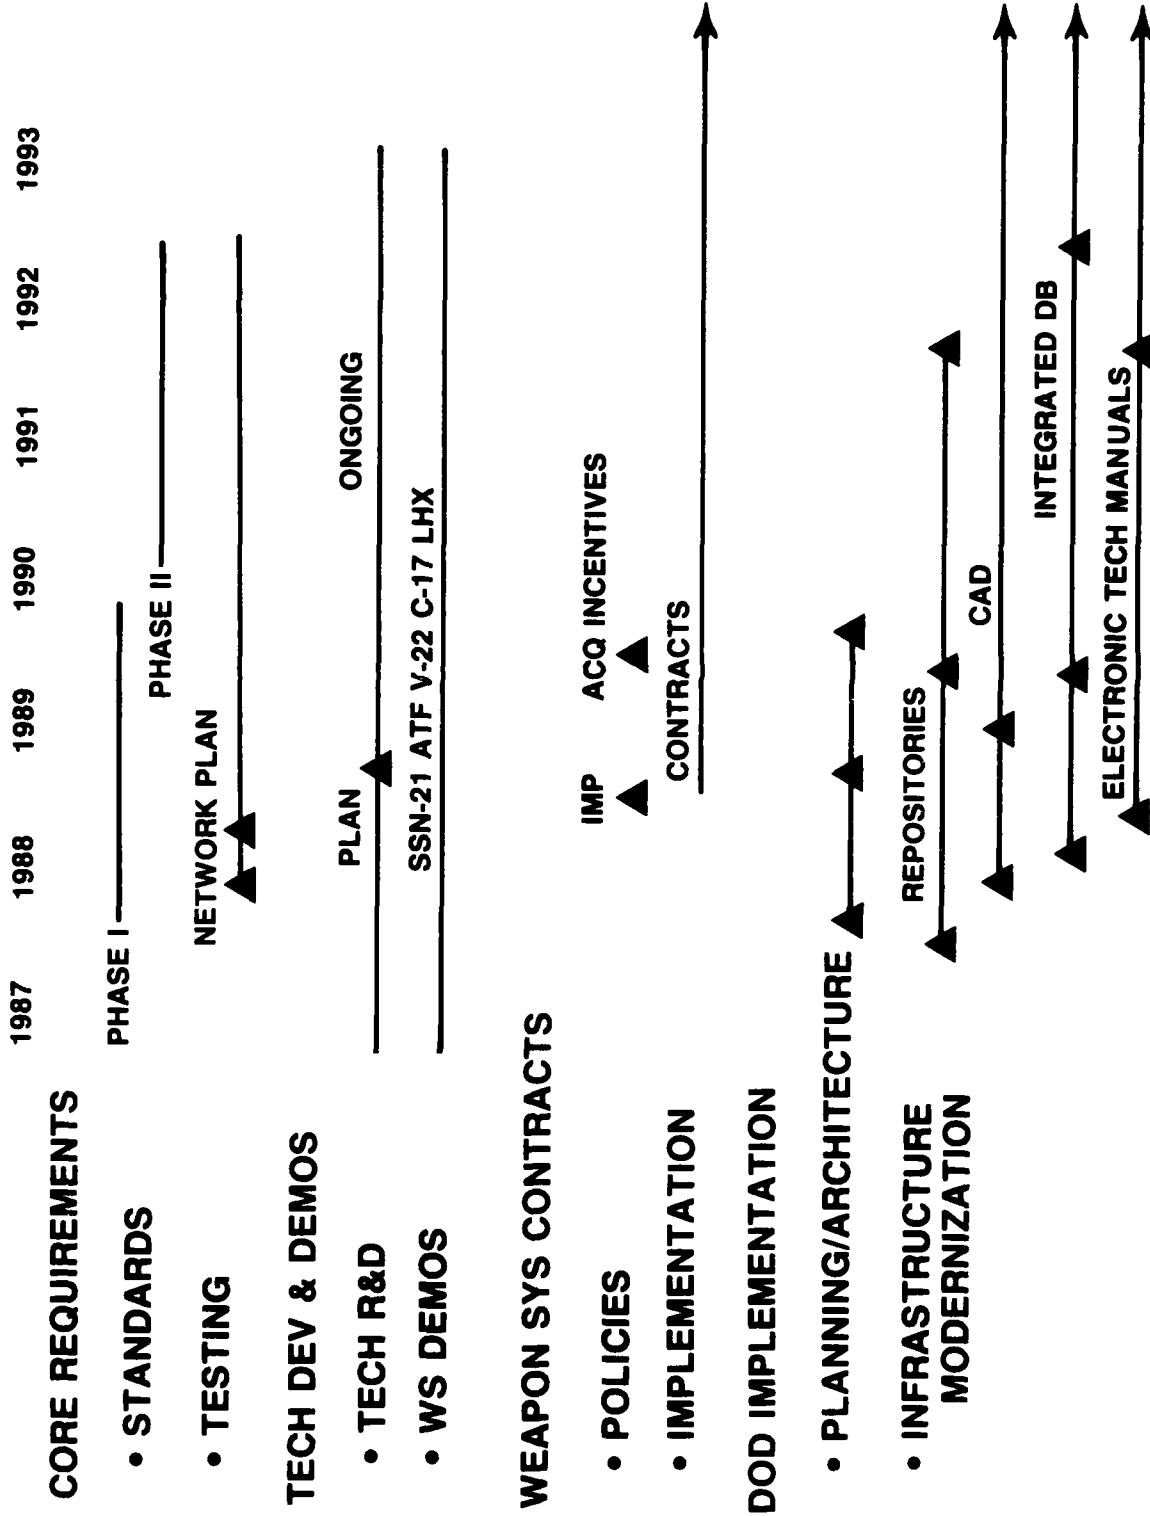 1987 1988 1989 1990 1991 1992 1993
CORE REQUIREMENTS
• STANDARDS
PHASE I
PHASE II
• TESTING
NETWORK PLAN
TECH DEV & DEMOS
• TECH R&D
PLAN
ONGOING
• WS DEMOS
SSN-21 ATF V-22 C-17 LHX
WEAPON SYS CONTRACTS
• POLICIES
IMP
ACQ INCENTIVES
• IMPLEMENTATION
CONTRACTS
DOD IMPLEMENTATION
• PLANNING/ARCHITECTURE
• INFRASTRUCTURE
MODERNIZATION
REPOSITORIES
CAD
INTEGRATED DB
ELECTRONIC TECH MANUALS